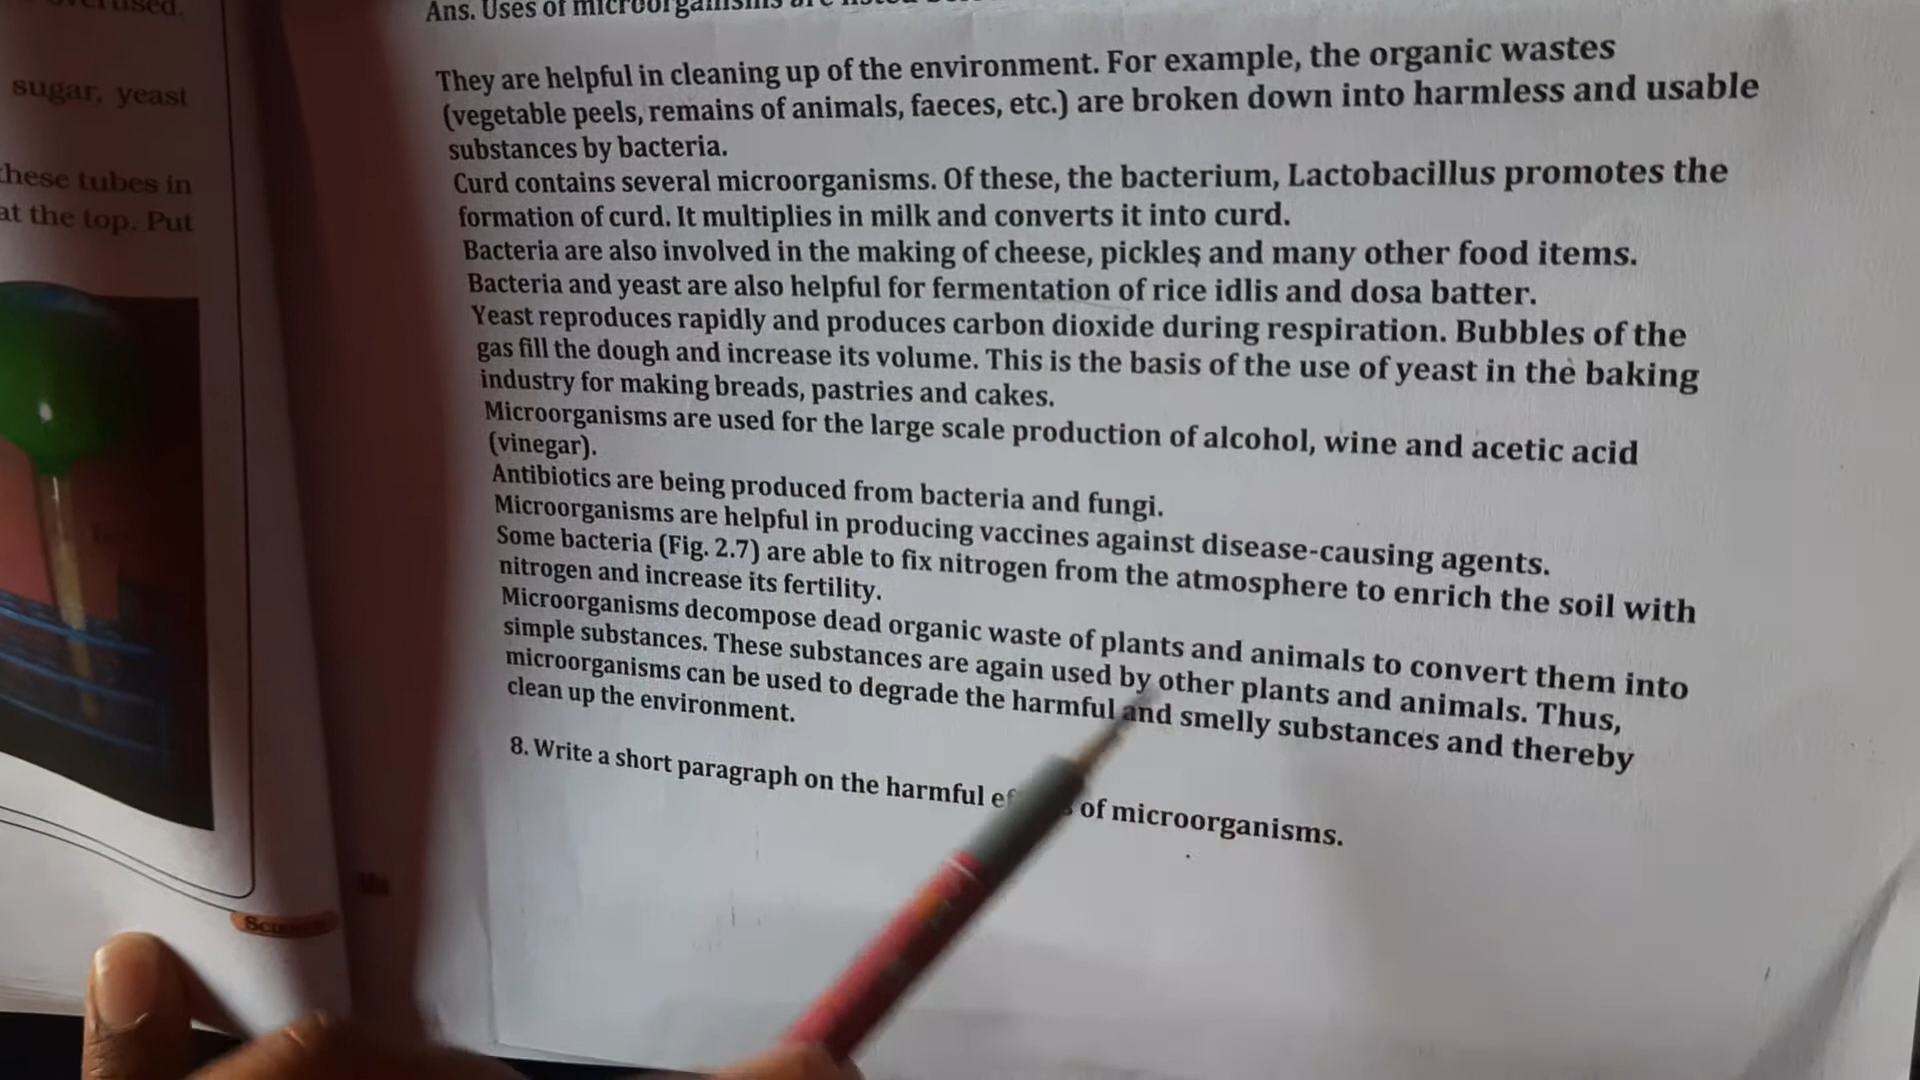 sugar, yeast
these tubes in
at the top. Put
Science
Ans. Uses of microorganisms are listed
They are helpful in cleaning up of the environment. For example, the organic wastes
(vegetable peels, remains of animals, faeces, etc.) are broken down into harmless and usable
substances by bacteria.
Curd contains several microorganisms. Of these, the bacterium, Lactobacillus promotes the
formation of curd. It multiplies in milk and converts it into curd.
Bacteria are also involved in the making of cheese, pickles and many other food items.
Bacteria and yeast are also helpful for fermentation of rice idlis and dosa batter.
Yeast reproduces rapidly and produces carbon dioxide during respiration. Bubbles of the
gas fill the dough and increase its volume. This is the basis of the use of yeast in the baking
industry for making breads, pastries and cakes.
Microorganisms are used for the large scale production of alcohol, wine and acetic acid
(vinegar).
Antibiotics are being produced from bacteria and fungi.
Microorganisms are helpful in producing vaccines against disease-causing agents.
Some bacteria (Fig. 2.7) are able to fix nitrogen from the atmosphere to enrich the soil with
nitrogen and increase its fertility.
Microorganisms decompose dead organic waste of plants and animals to convert them into
simple substances. These substances are again used by other plants and animals. Thus,
microorganisms can be used to degrade the harmful and smelly substances and thereby
clean up the environment.
8. Write a short paragraph on the harmful of microorganisms.